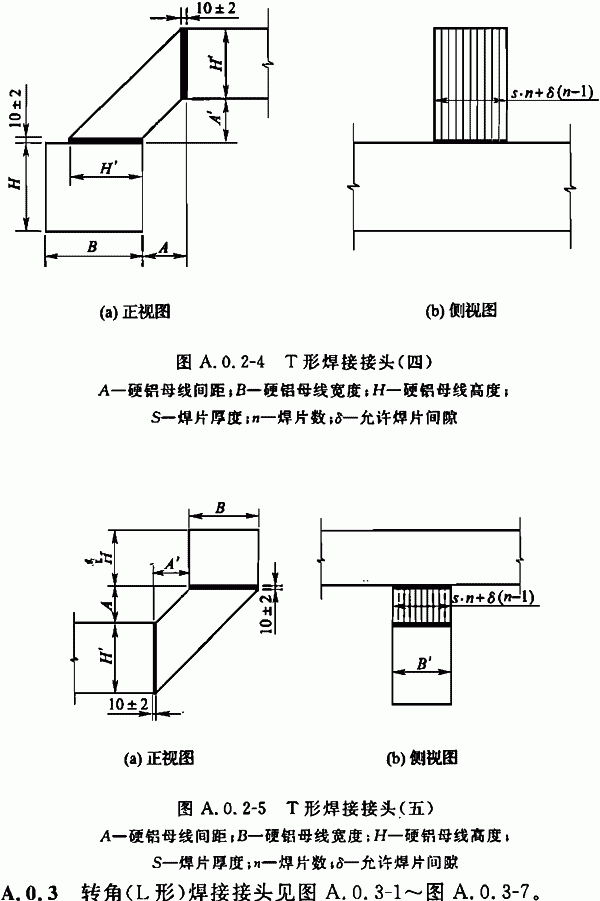 10±2
H'
A'
10±2
H'
H
B
A
s·n+δ(n-1)
(a) 正视图
(b) 侧视图
图 A.0.2-4 T 形焊接接头(四)
A—硬铝母线间距;B—硬铝母线宽度;H—硬铝母线高度;
S—焊片厚度;n—焊片数;δ—允许焊片间隙
B
A'
H
A
H'
10±2
10±2
s·n+δ(n-1)
B'
(a) 正视图
(b) 侧视图
图 A.0.2-5 T 形焊接接头(五)
A—硬铝母线间距;B—硬铝母线宽度;H—硬铝母线高度;
S—焊片厚度;n—焊片数;δ—允许焊片间隙
A.0.3 转角(L 形)焊接接头见图 A.0.3-1~图 A.0.3-7。